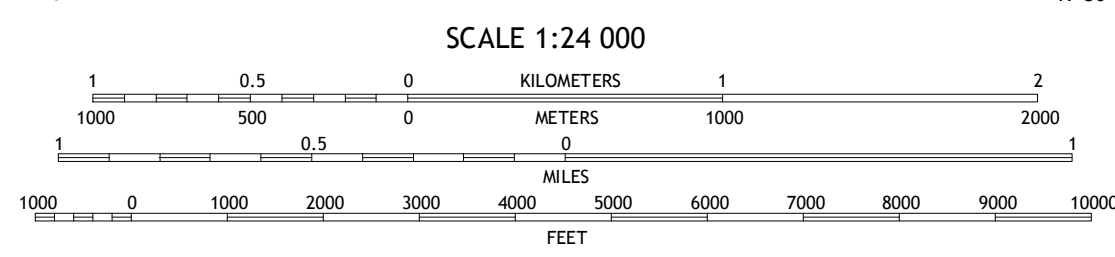 SCALE 1:24 000
1 0.5 0 KILOMETERS 1 2
1000 500 0 METERS 1000 2000
1 0.5 0 1
MILES
1000 0 1000 2000 3000 4000 5000 6000 7000 8000 9000 10000
FEET